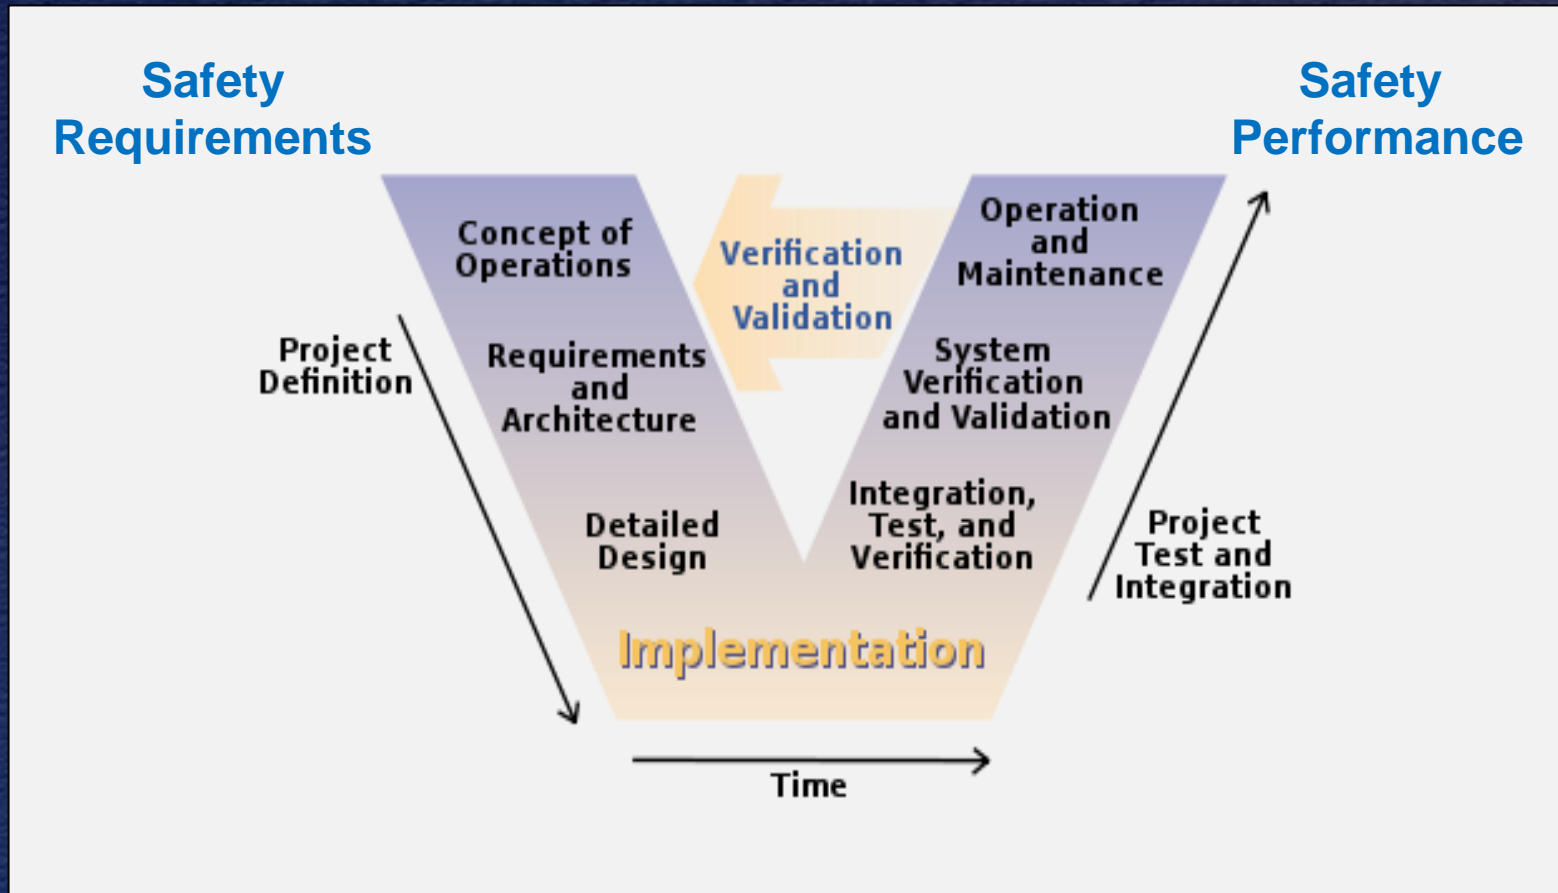 Safety
Requirements
Safety
Performance
Concept of
Operations
Verification
and
Validation
Operation
and
Maintenance
Project
Definition
Requirements
and
Architecture
System
Verification
and Validation
Detailed
Design
Integration,
Test, and
Verification
Project
Test and
Integration
Implementation
Time